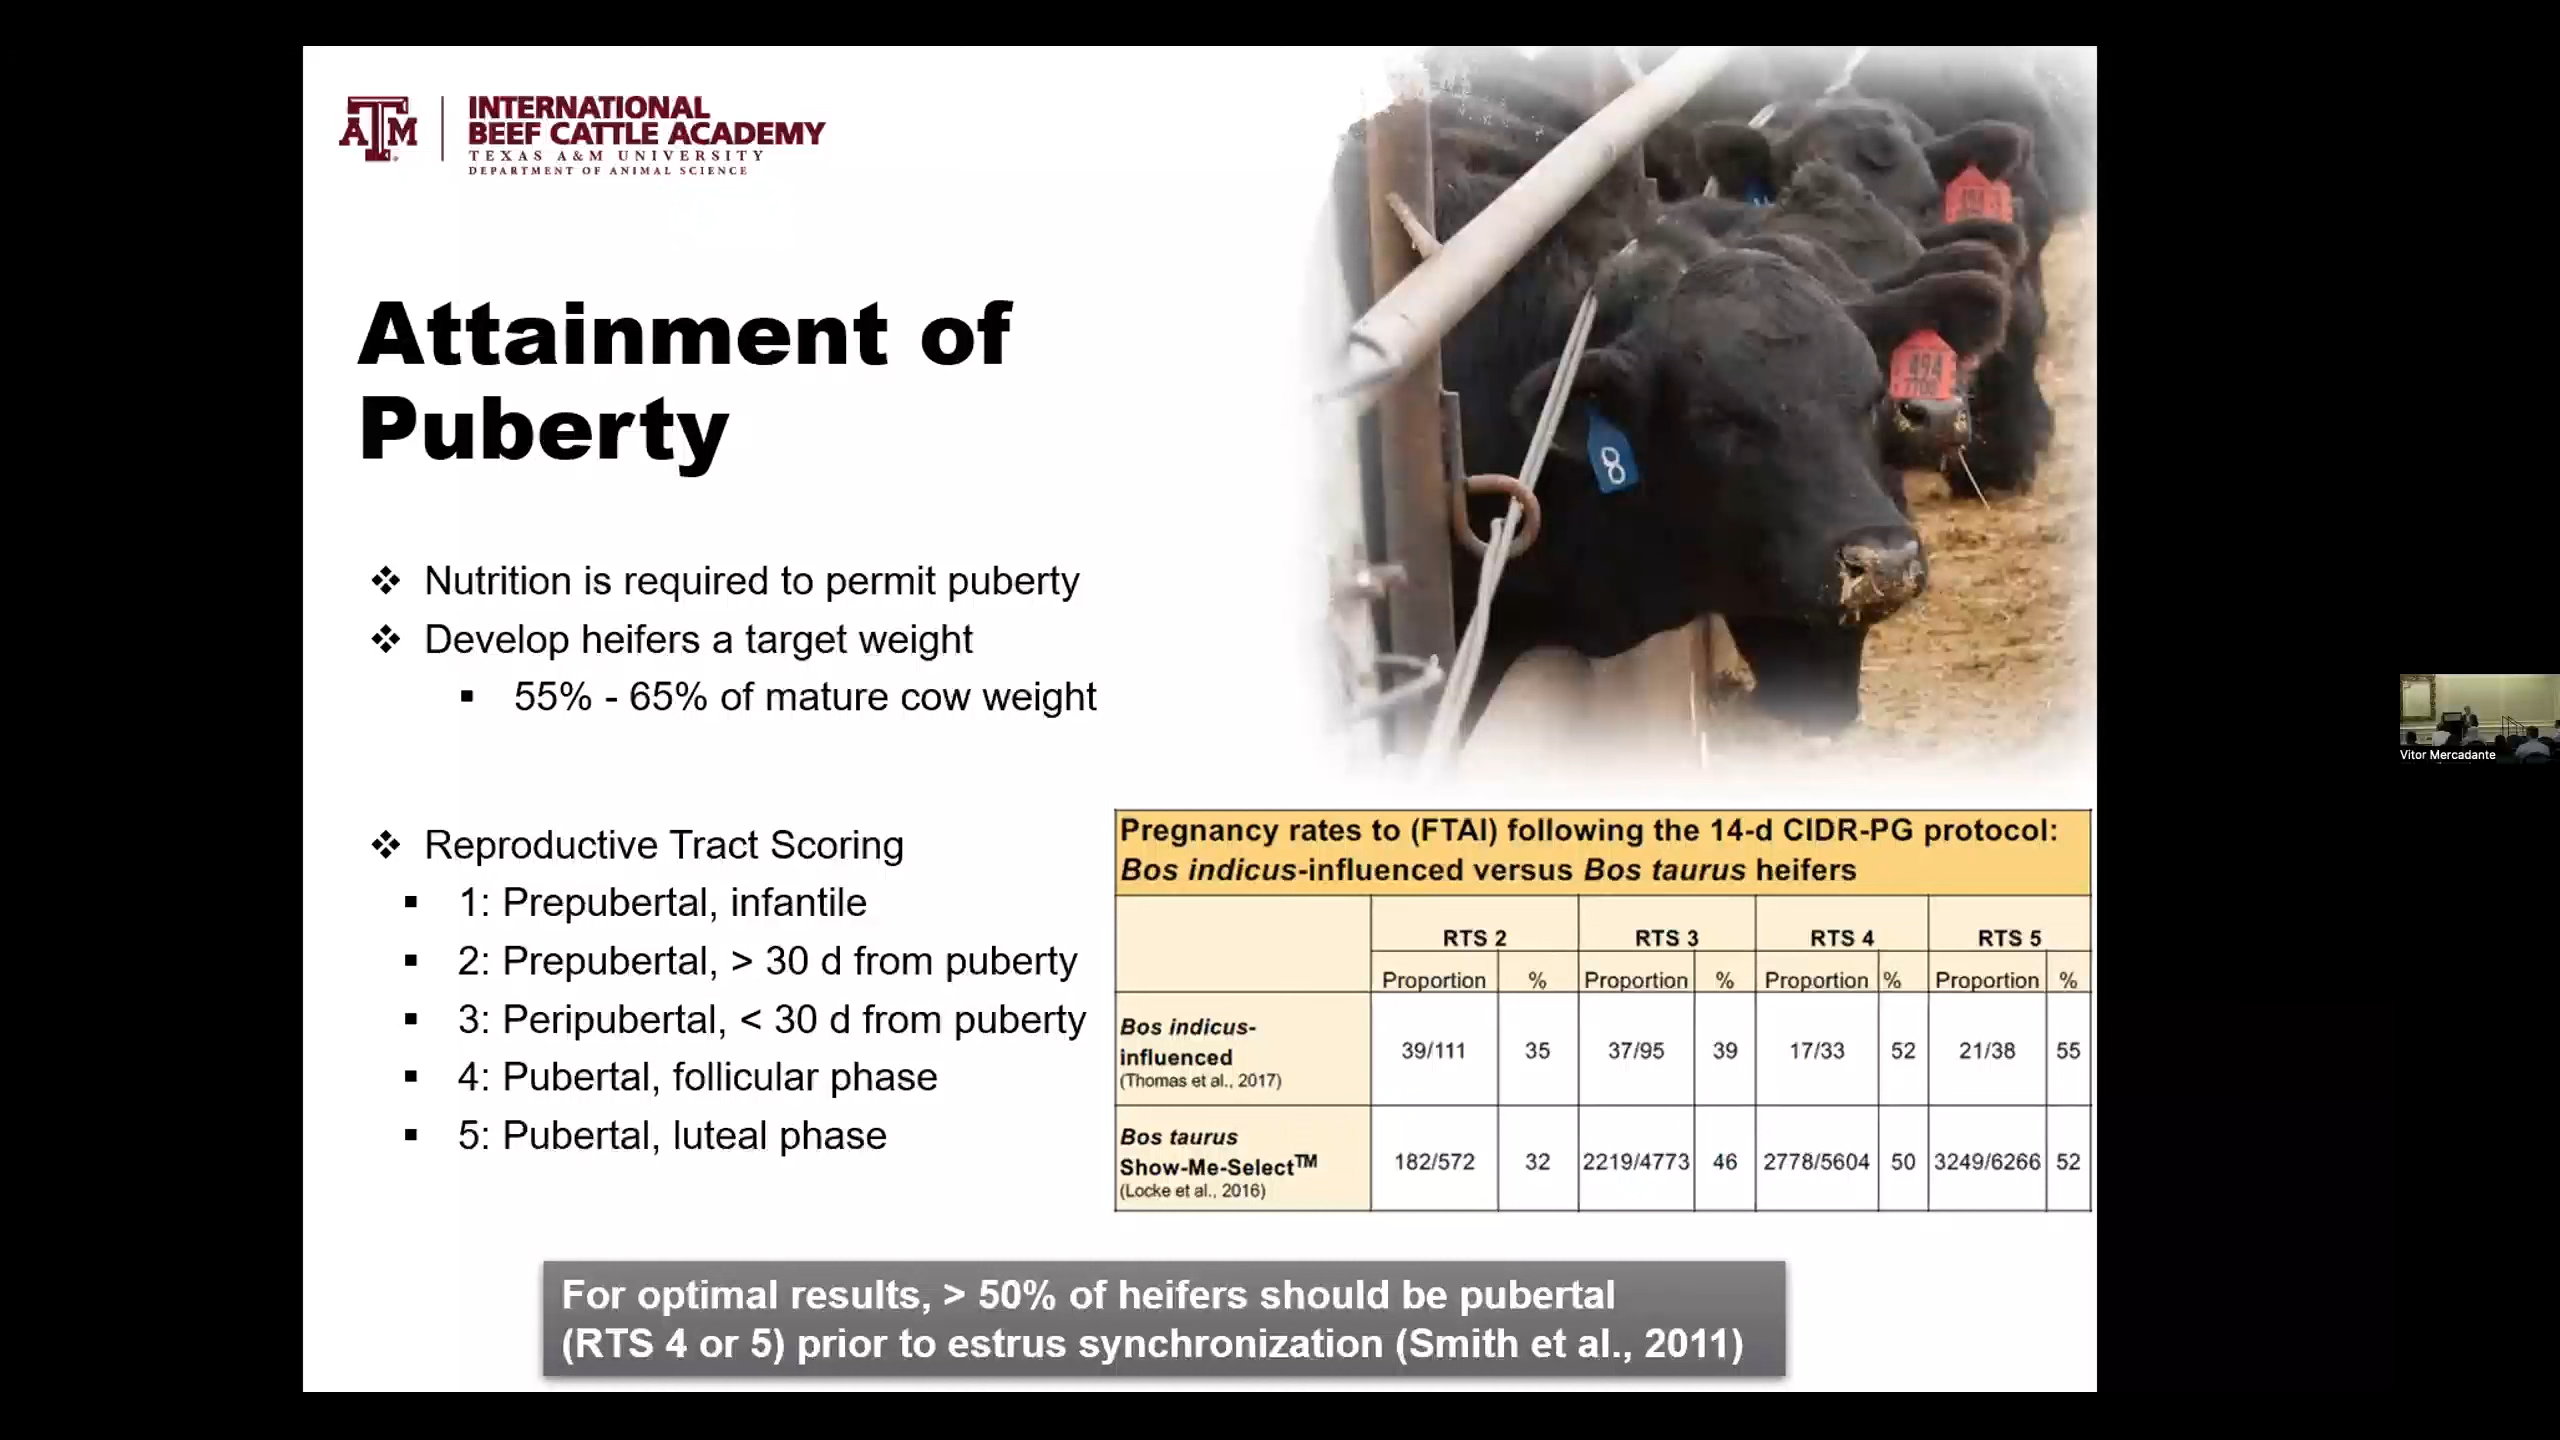 ATM
INTERNATIONAL
BEEF CATTLE ACADEMY
TEXAS A&M UNIVERSITY
DEPARTMENT OF ANIMAL SCIENCE
Attainment of
Puberty
❖ Nutrition is required to permit puberty
❖ Develop heifers a target weight
▪ 55% - 65% of mature cow weight
❖ Reproductive Tract Scoring
▪ 1: Prepubertal, infantile
▪ 2: Prepubertal, > 30 d from puberty
▪ 3: Peripubertal, < 30 d from puberty
▪ 4: Pubertal, follicular phase
▪ 5: Pubertal, luteal phase
8
494
Pregnancy rates to (FTAI) following the 14-d CIDR-PG protocol:
Bos indicus-influenced versus Bos taurus heifers
RTS 2 RTS 3 RTS 4 RTS 5
Proportion % Proportion % Proportion % Proportion %
Bos indicus-
influenced
(Thomas et al., 2017)
39/111 35 37/95 39 17/33 52 21/38 55
Bos taurus
Show-Me-Select™
(Locke et al., 2016)
182/572 32 2219/4773 46 2778/5604 50 3249/6266 52
For optimal results, > 50% of heifers should be pubertal
(RTS 4 or 5) prior to estrus synchronization (Smith et al., 2011)
Vitor Mercadante